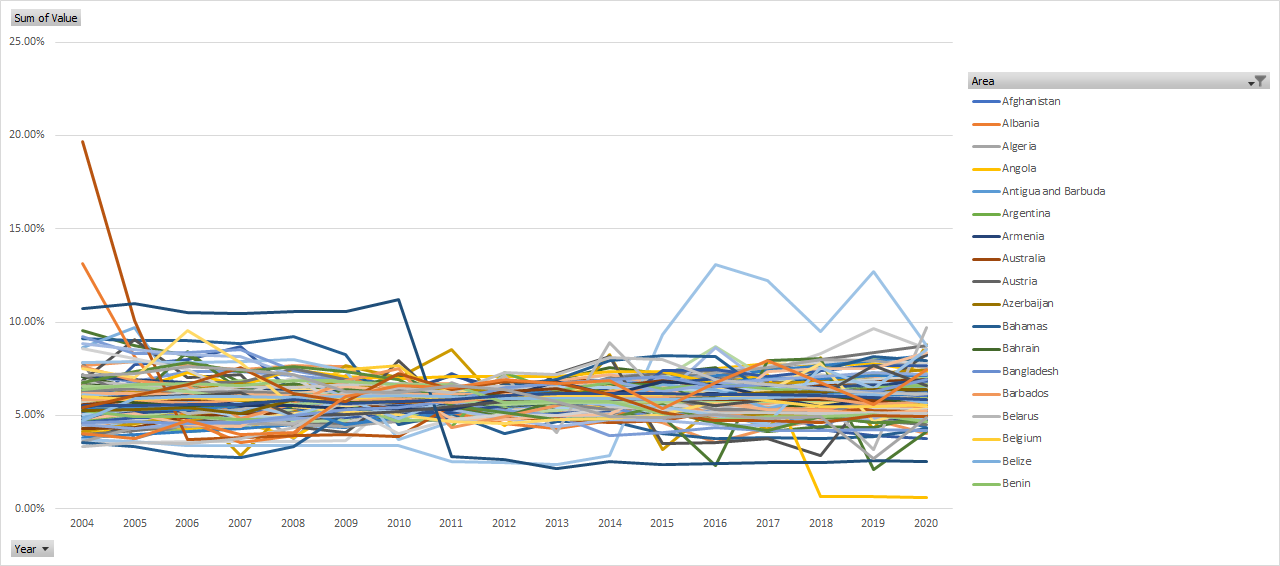 Sum of Value
25.00%
20.00%
15.00%
10.00%
5.00%
0.00%
2004 2005 2006 2007 2008 2009 2010 2011 2012 2013 2014 2015 2016 2017 2018 2019 2020
Year
Area
Afghanistan
Albania
Algeria
Angola
Antigua and Barbuda
Argentina
Armenia
Australia
Austria
Azerbaijan
Bahamas
Bahrain
Bangladesh
Barbados
Belarus
Belgium
Belize
Benin